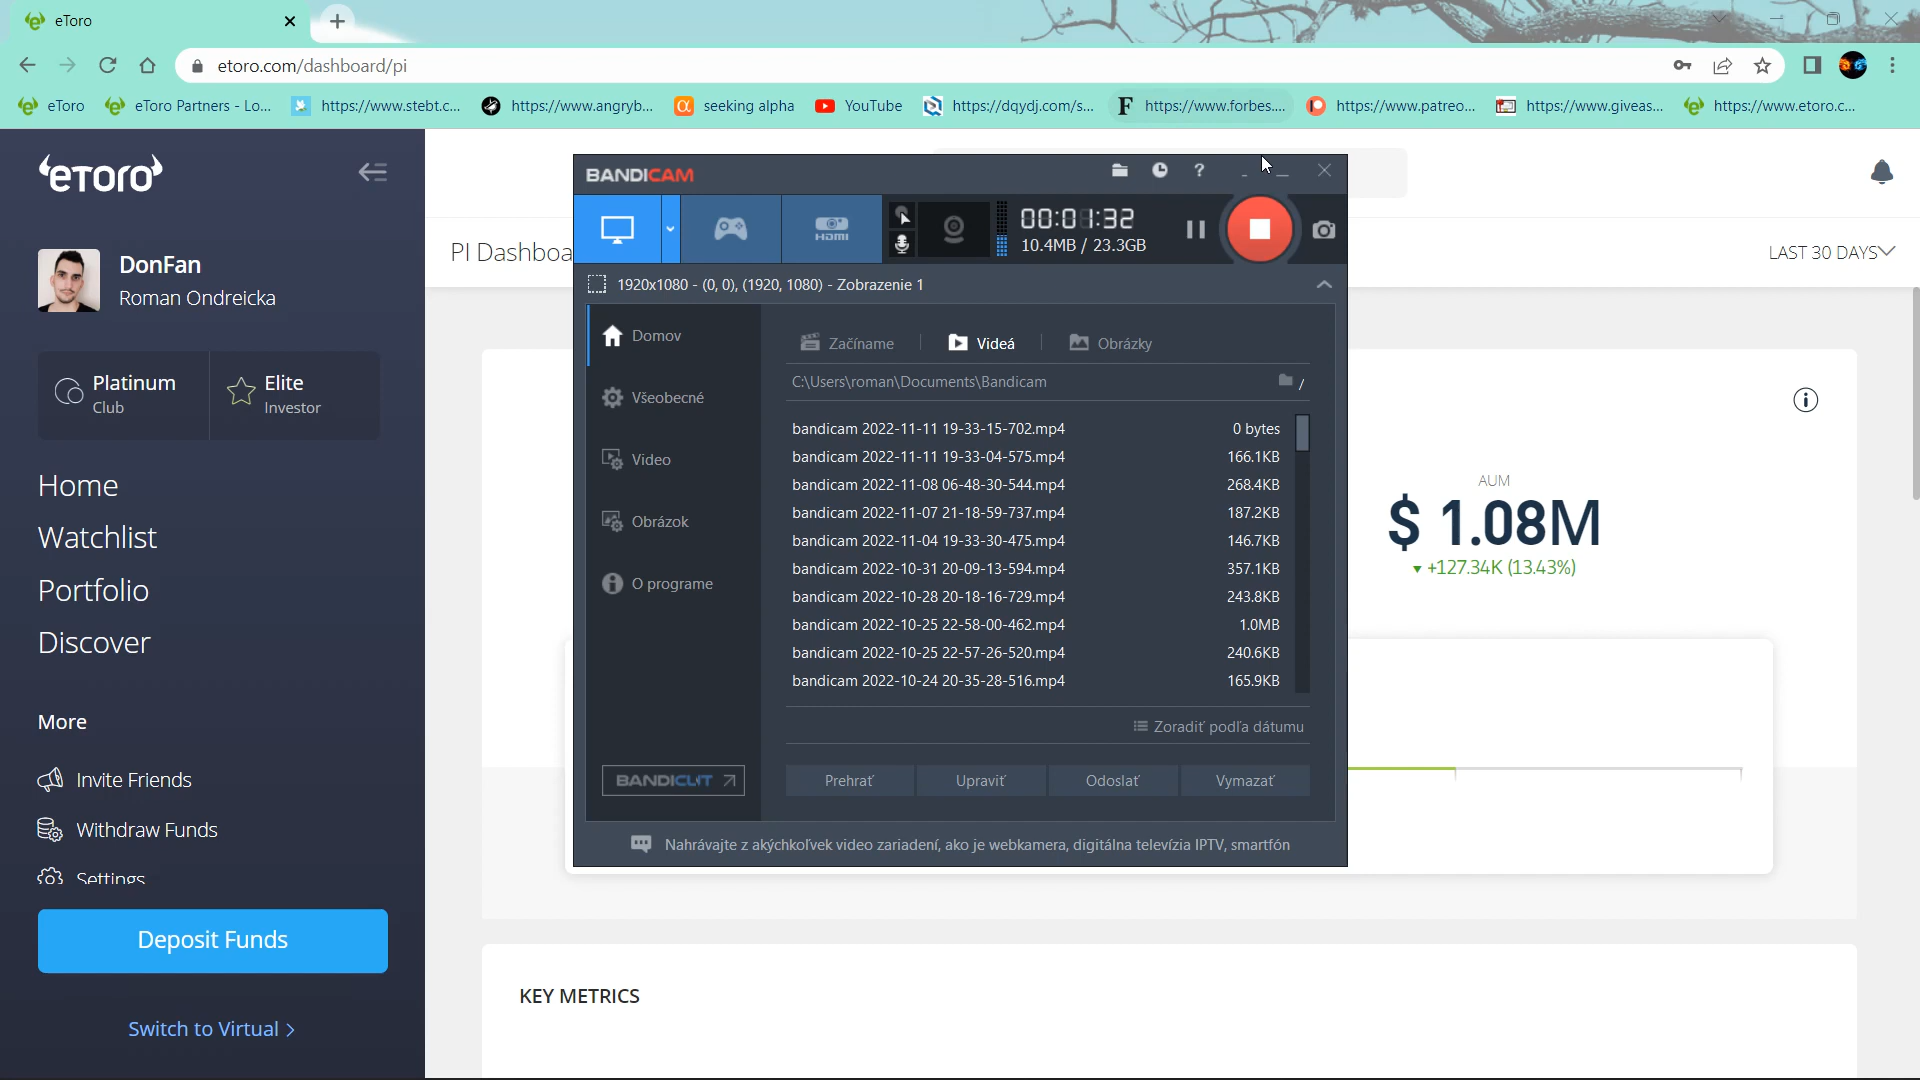 eToro
etoro.com/dashboard/pi
eToro
eToro Partners - Lo...
https://www.stebt.c...
https://www.angryb...
seeking alpha
YouTube
https://dqydj.com/s...
https://www.forbes....
https://www.patreo...
https://www.giveas...
https://www.etoro.c...
eToro
DonFan
Roman Ondreicka
Platinum
Club
Elite
Investor
Home
Watchlist
Portfolio
Discover
More
Invite Friends
Withdraw Funds
Settings
Deposit Funds
Switch to Virtual >
PI Dashboa
LAST 30 DAYS
BANDICAM
?
HDMI
00:01:32
10.4MB / 23.3GB
1920x1080 - (0, 0), (1920, 1080) - Zobrazenie 1
Domov
Všeobecné
Video
Obrázok
O programe
BANDICUT
Začíname
Videá
Obrázky
C:\Users\roman\Documents\Bandicam
/
bandicam 2022-11-11 19-33-15-702.mp4 0 bytes
bandicam 2022-11-11 19-33-04-575.mp4 166.1KB
bandicam 2022-11-08 06-48-30-544.mp4 268.4KB
bandicam 2022-11-07 21-18-59-737.mp4 187.2KB
bandicam 2022-11-04 19-33-30-475.mp4 146.7KB
bandicam 2022-10-31 20-09-13-594.mp4 357.1KB
bandicam 2022-10-28 20-18-16-729.mp4 243.8KB
bandicam 2022-10-25 22-58-00-462.mp4 1.0MB
bandicam 2022-10-25 22-57-26-520.mp4 240.6KB
bandicam 2022-10-24 20-35-28-516.mp4 165.9KB
Zoradiť podľa dátumu
Prehrať
Upraviť
Odoslať
Vymazať
Nahrávajte z akýchkoľvek video zariadení, ako je webkamera, digitálna televízia IPTV, smartfón
AUM
$ 1.08M
+127.34K (13.43%)
KEY METRICS